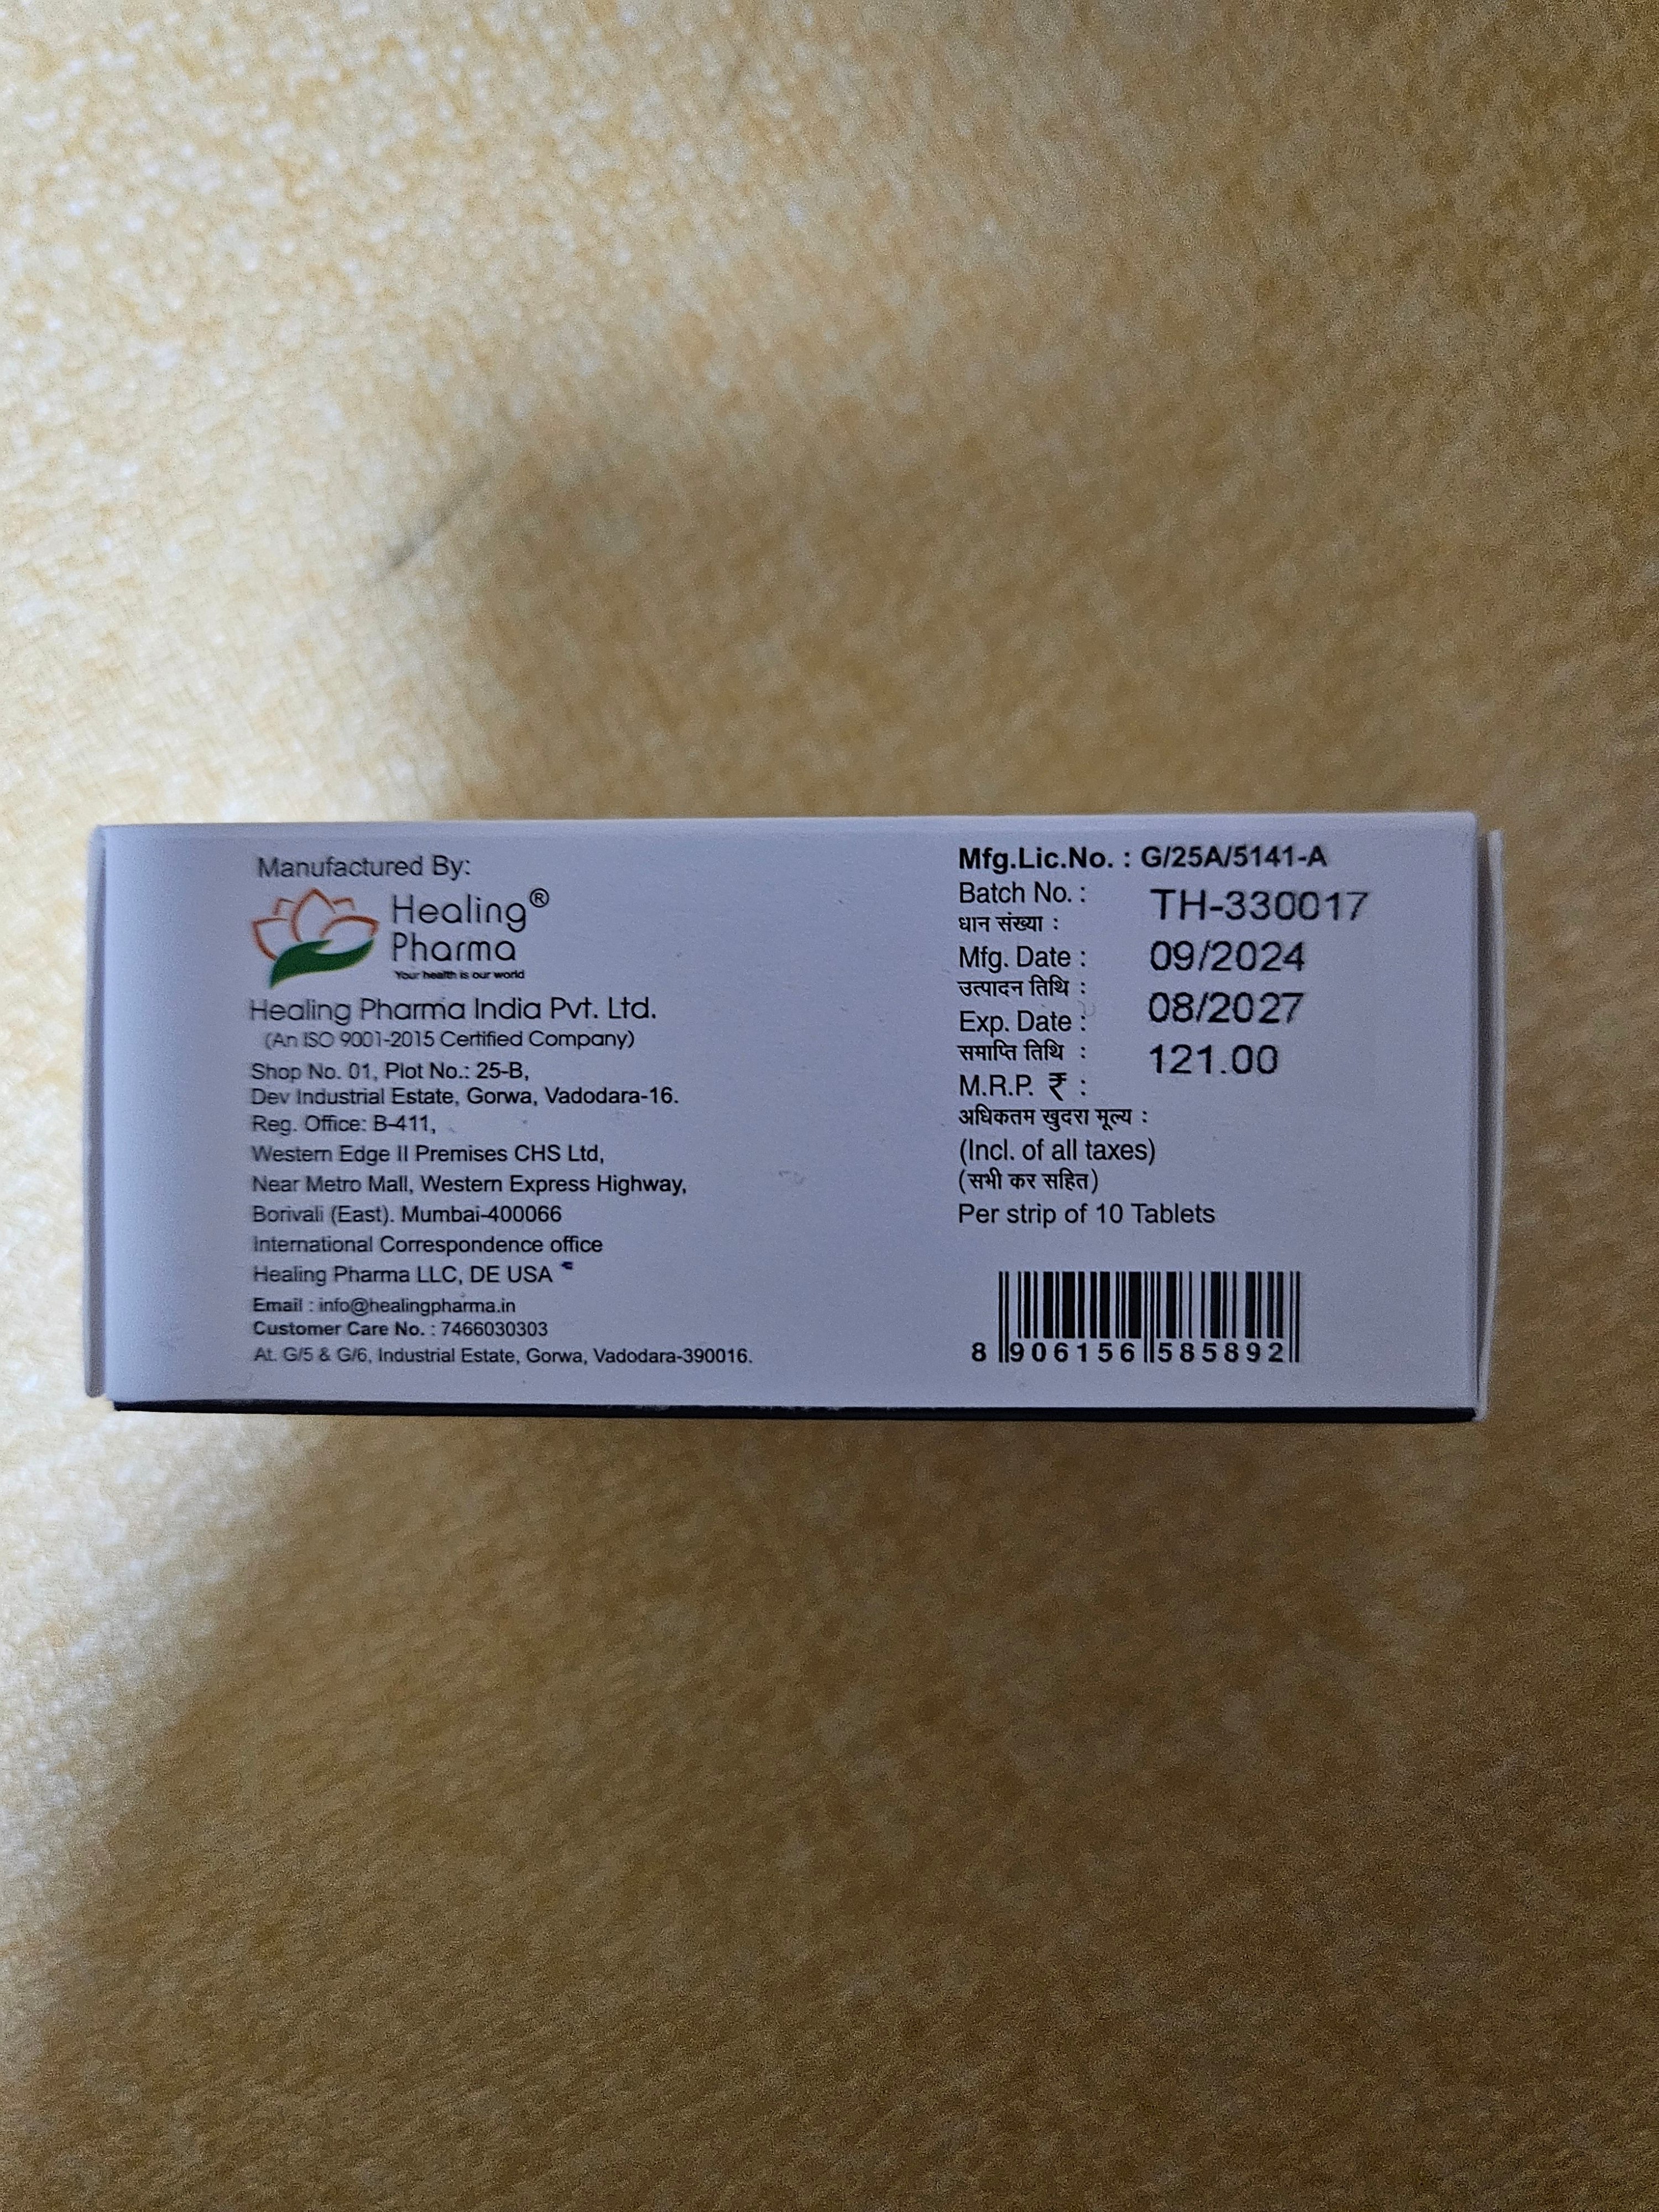 Manufactured By:
Healing®
Pharma
Your health is our world
Healing Pharma India Pvt. Ltd.
(An ISO 9001-2015 Certified Company)
Shop No. 01, Plot No.: 25-B,
Dev Industrial Estate, Gorwa, Vadodara-16.
Reg. Office: B-411,
Western Edge II Premises CHS Ltd,
Near Metro Mall, Western Express Highway,
Borivali (East). Mumbai-400066
International Correspondence office
Healing Pharma LLC, DE USA
Email : info@healingpharma.in
Customer Care No. : 7466030303
At. G/5 & G/6, Industrial Estate, Gorwa, Vadodara-390016.
Mfg.Lic.No. : G/25A/5141-A
Batch No. : TH-330017
धान संख्या :
Mfg. Date : 09/2024
उत्पादन तिथि :
Exp. Date : 08/2027
समाप्ति तिथि :
M.R.P. ₹ : 121.00
अधिकतम खुदरा मूल्य :
(Incl. of all taxes)
(सभी कर सहित)
Per strip of 10 Tablets
8 906156 585892